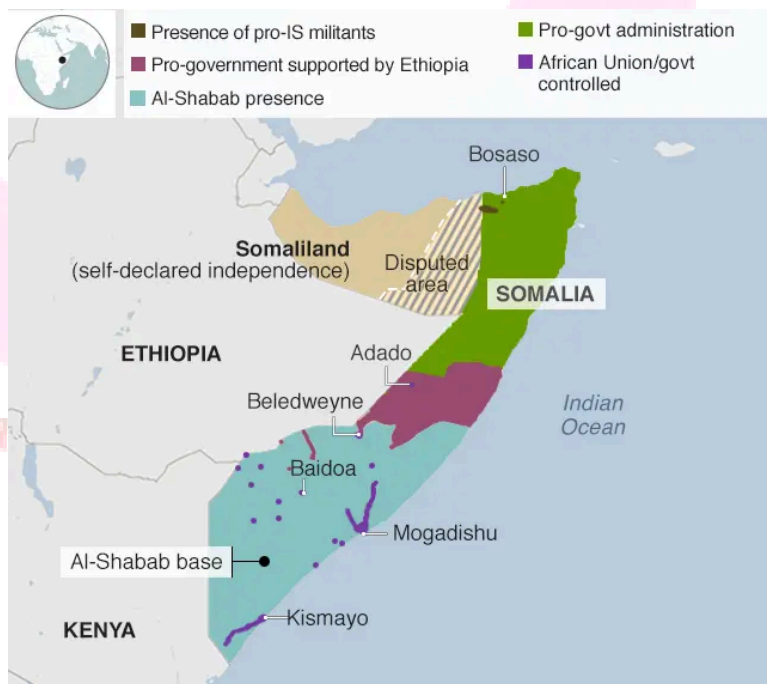 Presence of pro-IS militants
Pro-government supported by Ethiopia
Al-Shabab presence
Pro-govt administration
African Union/govt
controlled
Bosaso
Somaliland
(self-declared independence)
Disputed
area
SOMALIA
ETHIOPIA
Adado
Beledweyne
Indian
Ocean
Baidoa
Mogadishu
Al-Shabab base
Kismayo
KENYA